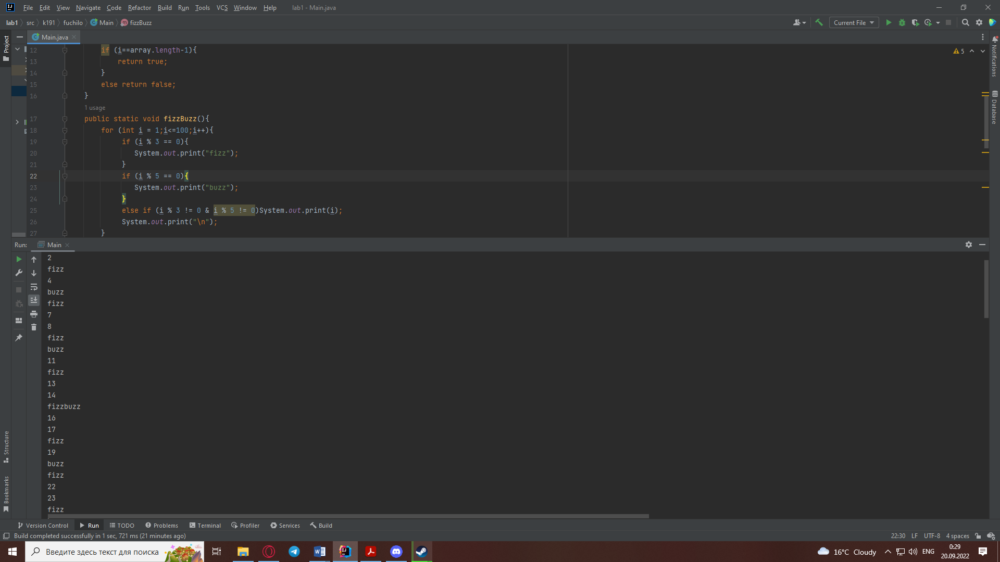 File Edit View Navigate Code Refactor Build Run Tools VCS Window Help lab1 - Main.java
lab1 src k191 fuchilo Main fizzBuzz Current File
Project Main.java
12 if (i==array.length-1){ 5
13 return true;
14 }
15 else return false;
16 }
1 usage
17 public static void fizzBuzz(){
18 for (int i = 1;i<=100;i++){
19 if (i % 3 == 0){
20 System.out.print("fizz");
21 }
22 if (i % 5 == 0){
23 System.out.print("buzz");
24 }
25 else if (i % 3 != 0 & i % 5 != 0)System.out.print(i);
26 System.out.print("\n");
27 }
Notifications
Database
Run: Main
2
fizz
4
buzz
fizz
7
8
fizz
buzz
11
fizz
13
14
fizzbuzz
16
17
fizz
19
buzz
fizz
22
23
fizz
Structure
Bookmarks
Version Control Run TODO Problems Terminal Profiler Services Build
Build completed successfully in 1 sec, 721 ms (21 minutes ago) 22:30 LF UTF-8 4 spaces
Введите здесь текст для поиска 16°C Cloudy ENG 0:29
20.09.2022